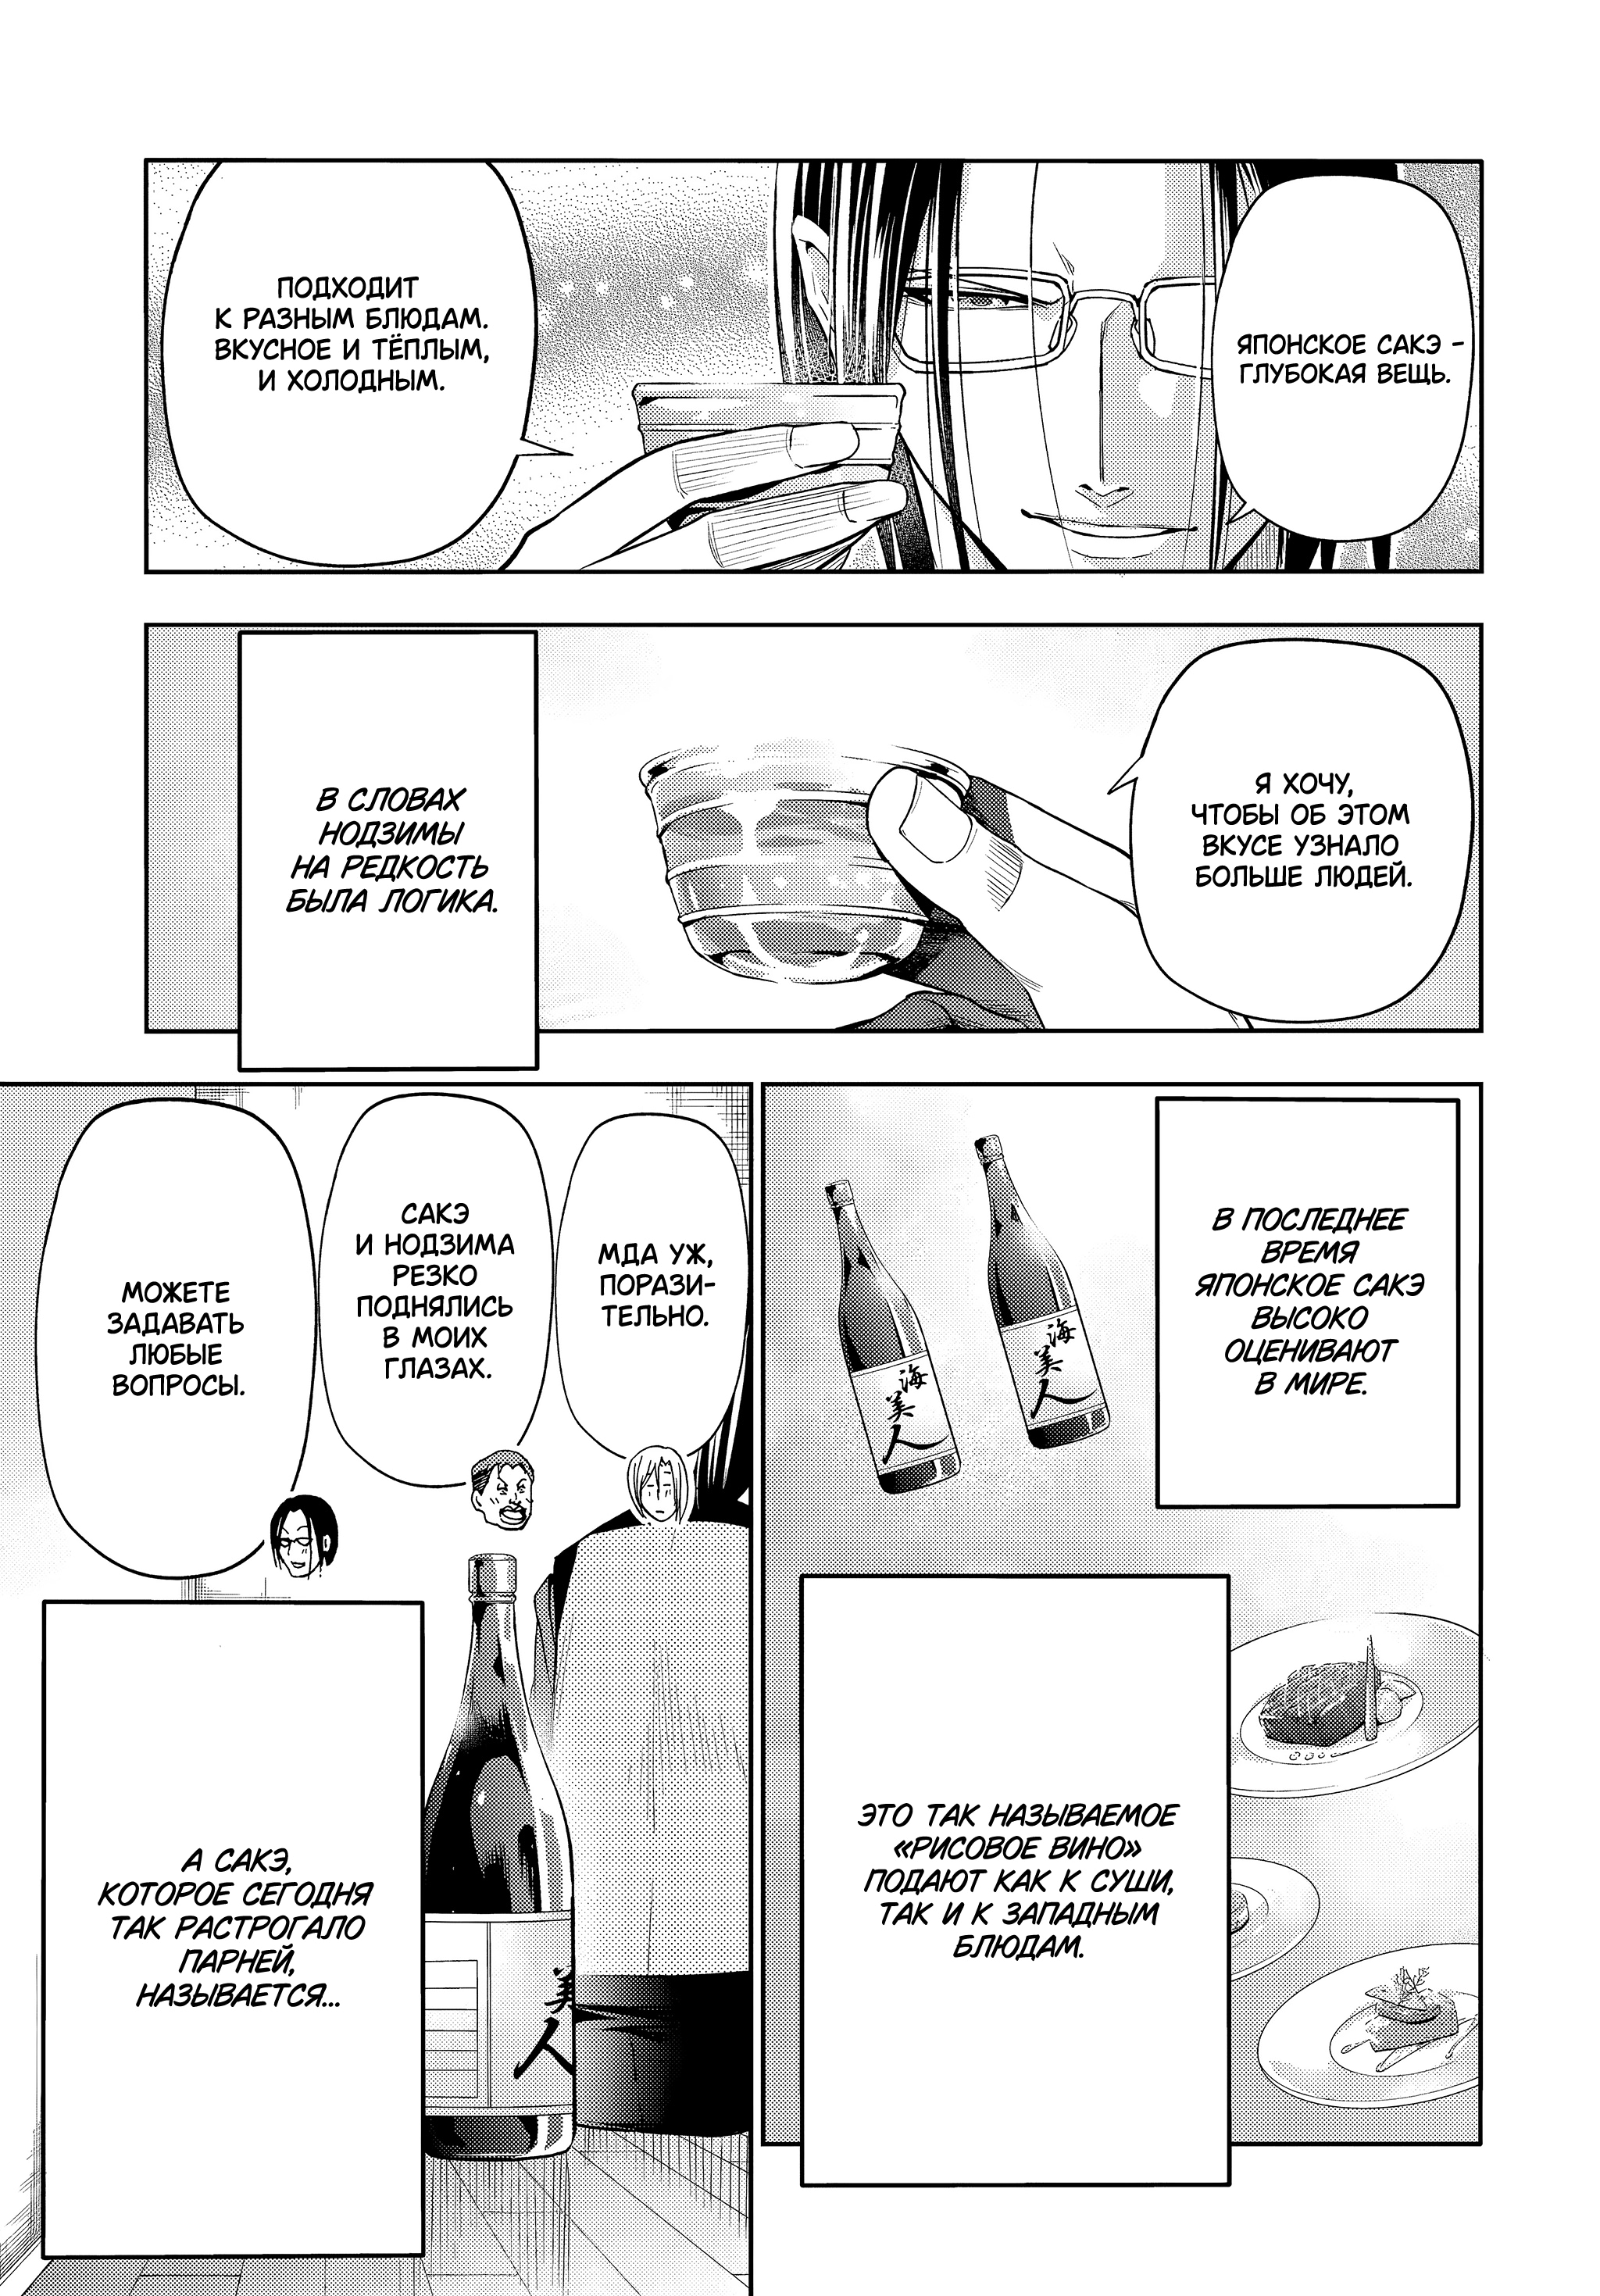 ЯПОНСКОЕ САКЭ -
ГЛУБОКАЯ ВЕЩЬ.
ПОДХОДИТ
К РАЗНЫМ БЛЮДАМ.
ВКУСНОЕ И ТЁПЛЫМ,
И ХОЛОДНЫМ.
Я ХОЧУ,
ЧТОБЫ ОБ ЭТОМ
ВКУСЕ УЗНАЛО
БОЛЬШЕ ЛЮДЕЙ.
В СЛОВАХ
НОДЗИМЫ
НА РЕДКОСТЬ
БЫЛА ЛОГИКА.
В ПОСЛЕДНЕЕ
ВРЕМЯ
ЯПОНСКОЕ САКЭ
ВЫСОКО
ОЦЕНИВАЮТ
В МИРЕ.
海美人
海美人
ЭТО ТАК НАЗЫВАЕМОЕ
«РИСОВОЕ ВИНО»
ПОДАЮТ КАК К СУШИ,
ТАК И К ЗАПАДНЫМ
БЛЮДАМ.
МДА УЖ,
ПОРАЗИ-
ТЕЛЬНО.
САКЭ
И НОДЗИМА
РЕЗКО
ПОДНЯЛИСЬ
В МОИХ
ГЛАЗАХ.
МОЖЕТЕ
ЗАДАВАТЬ
ЛЮБЫЕ
ВОПРОСЫ.
美人
А САКЭ,
КОТОРОЕ СЕГОДНЯ
ТАК РАСТРОГАЛО
ПАРНЕЙ,
НАЗЫВАЕТСЯ...